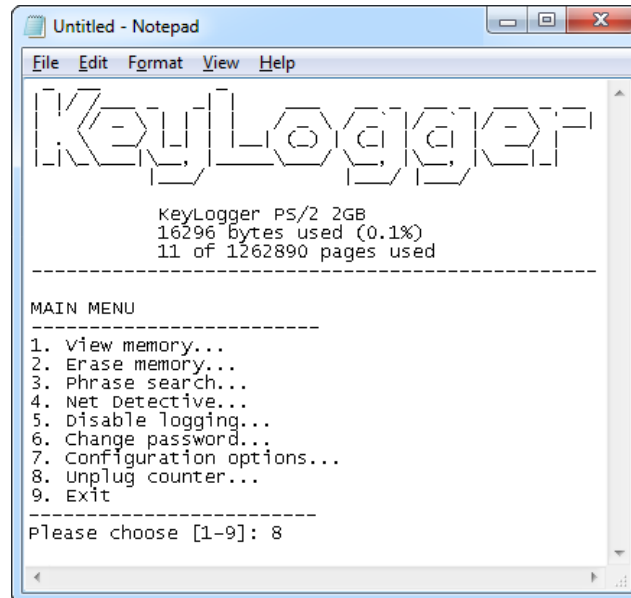 Untitled - Notepad
File Edit Format View Help
KeyLogger
KeyLogger PS/2 2GB
16296 bytes used (0.1%)
11 of 1262890 pages used
MAIN MENU
1. View memory...
2. Erase memory...
3. Phrase search...
4. Net Detective...
5. Disable logging...
6. Change password...
7. Configuration options...
8. Unplug counter...
9. Exit
Please choose [1-9]: 8